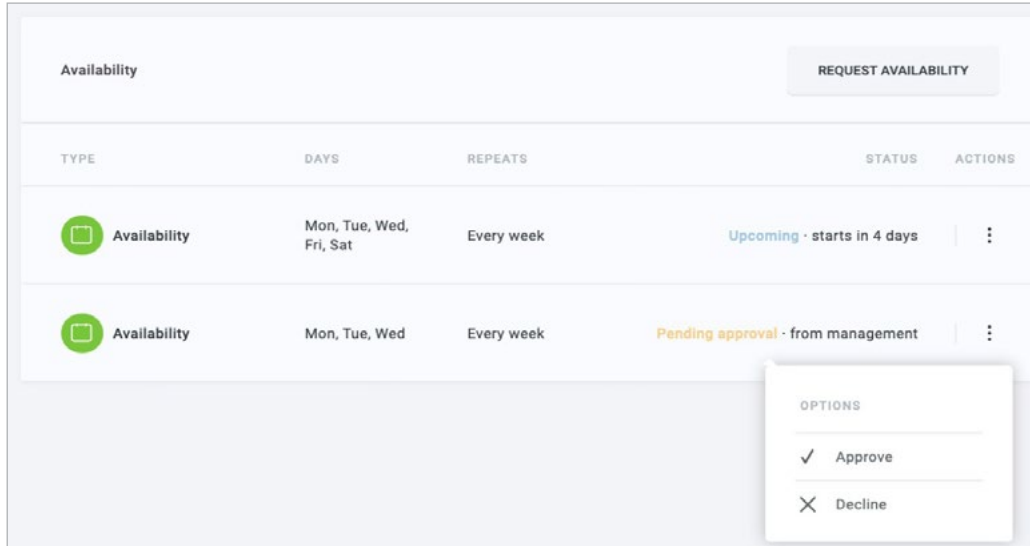 Availability
REQUEST AVAILABILITY
TYPE DAYS REPEATS STATUS ACTIONS
Availability Mon, Tue, Wed, Fri, Sat Every week Upcoming · starts in 4 days
Availability Mon, Tue, Wed Every week Pending approval · from management
OPTIONS
Approve
Decline